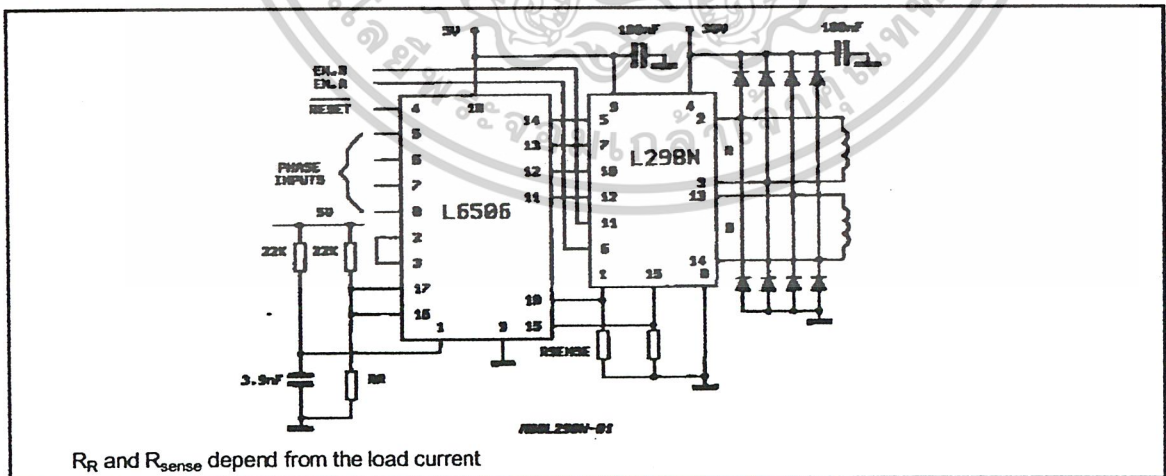 5V
100nF
36V
100nF
EN.B
EN.A
RESET
4
18
9
4
5
14
5
2
PHASE INPUTS
6
13
7
A
7
12
10
L298N
3
8
11
12
13
5V
L6506
11
B
22K
22K
2
6
14
3
1
15
8
17
10
16
1
9
15
RSENSE
3.9nF
RR
R_R and R_sense depend from the load current